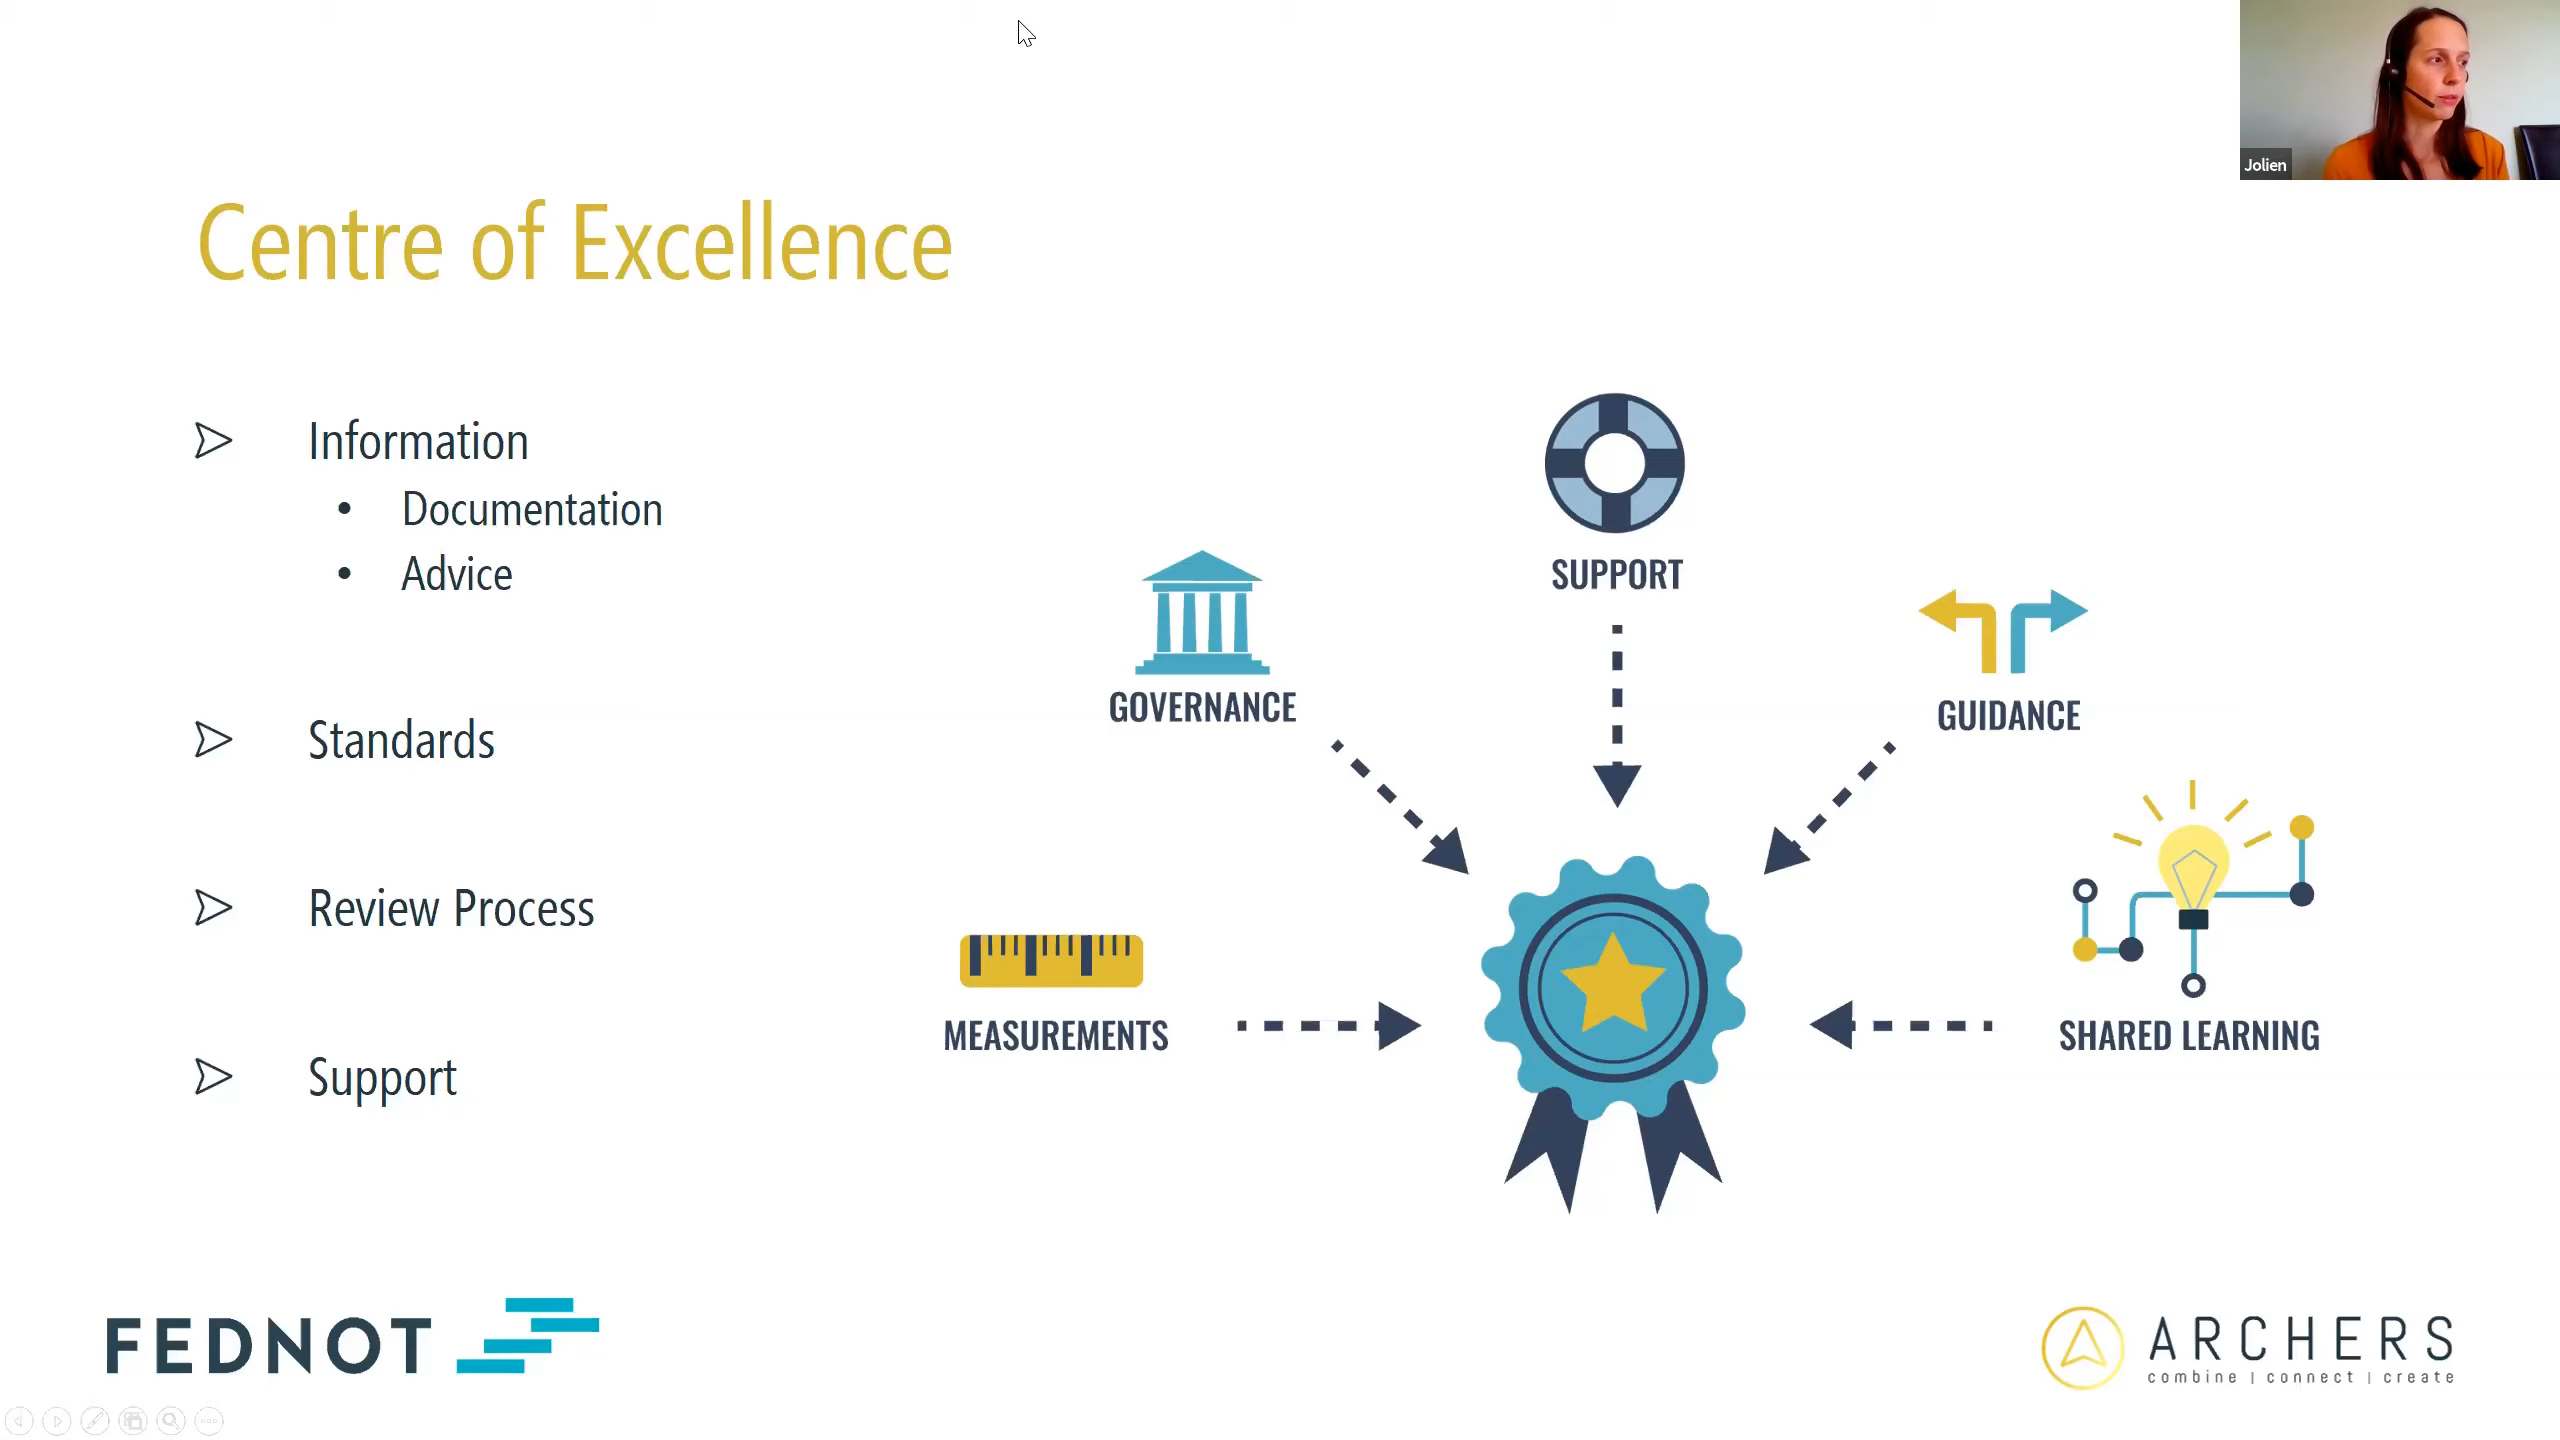 Jolien
Centre of Excellence
Information
Documentation
Advice
Standards
Review Process
Support
SUPPORT
GOVERNANCE
GUIDANCE
MEASUREMENTS
SHARED LEARNING
FEDNOT
ARCHERS
combine | connect | create